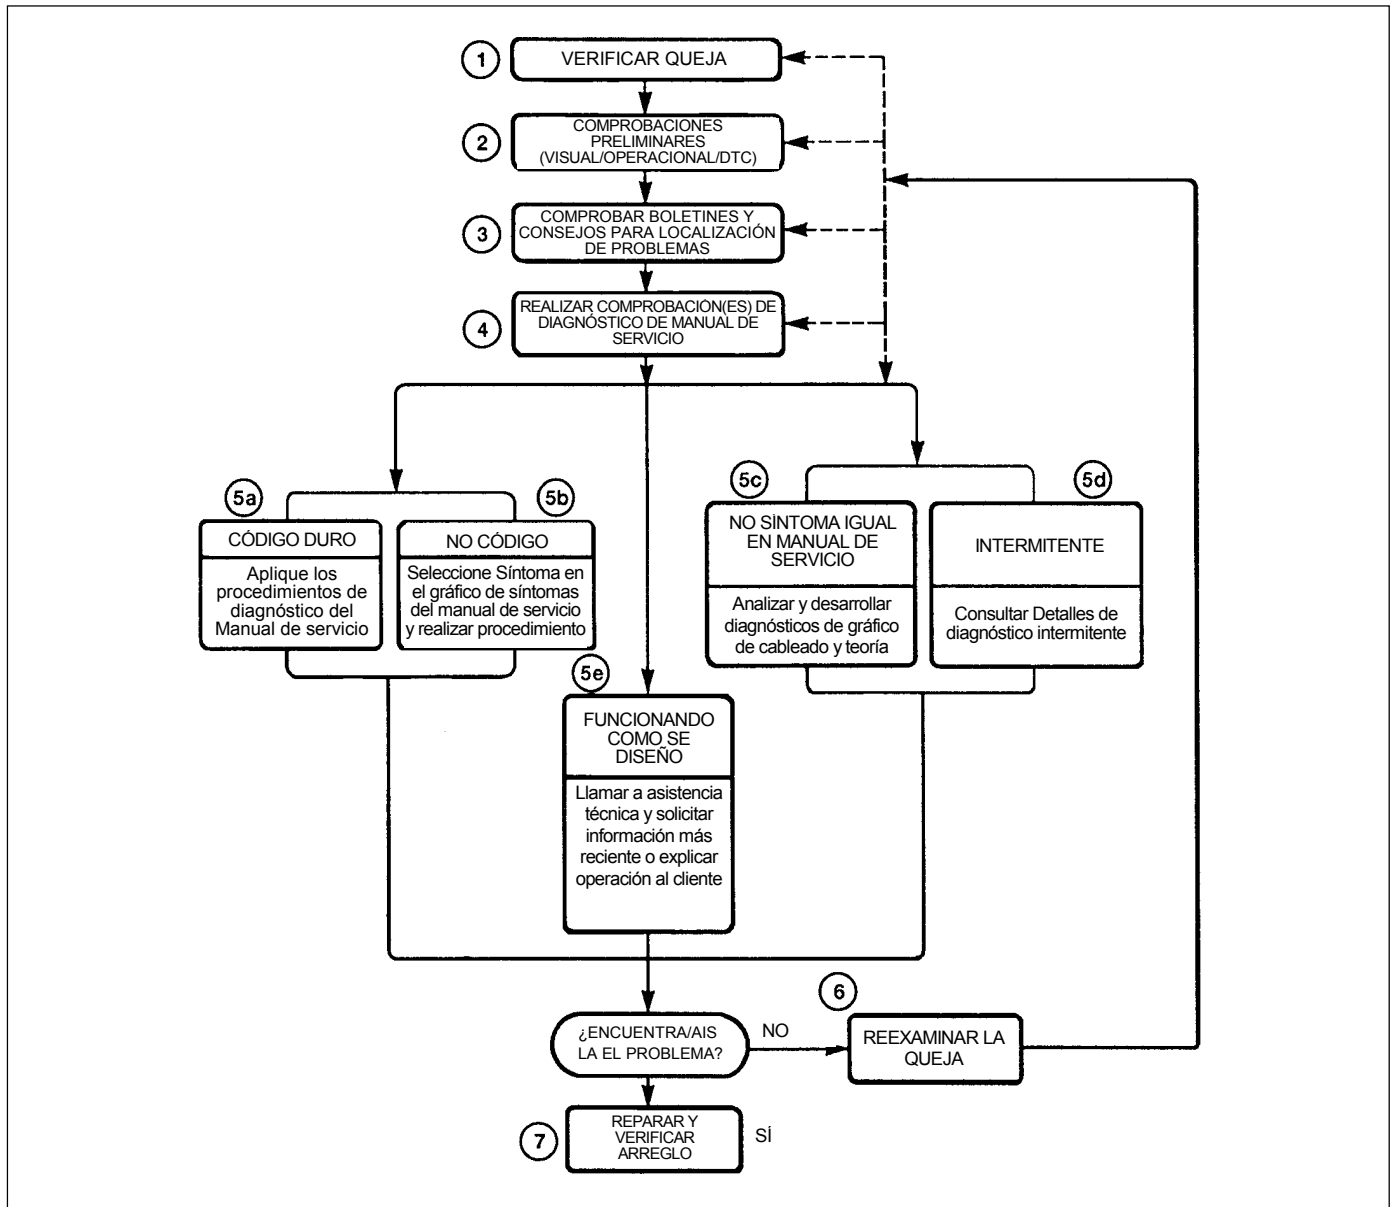 1
VERIFICAR QUEJA
2
COMPROBACIONES
PRELIMINARES
(VISUAL/OPERACIONAL/DTC)
3
COMPROBAR BOLETINES Y
CONSEJOS PARA LOCALIZACIÓN
DE PROBLEMAS
4
REALIZAR COMPROBACIÓN(ES) DE
DIAGNÓSTICO DE MANUAL DE
SERVICIO
5a
CÓDIGO DURO
Aplique los
procedimientos de
diagnóstico del
Manual de servicio
5b
NO CÓDIGO
Seleccione Síntoma en
el gráfico de síntomas
del manual de servicio
y realizar procedimiento
5c
NO SÍNTOMA IGUAL
EN MANUAL DE
SERVICIO
Analizar y desarrollar
diagnósticos de gráfico
de cableado y teoría
5d
INTERMITENTE
Consultar Detalles de
diagnóstico intermitente
5e
FUNCIONANDO
COMO SE
DISEÑO
Llamar a asistencia
técnica y solicitar
información más
reciente o explicar
operación al cliente
¿ENCUENTRA/AIS
LA EL PROBLEMA?
NO
6
REEXAMINAR LA
QUEJA
7
REPARAR Y
VERIFICAR
ARREGLO
SÍ